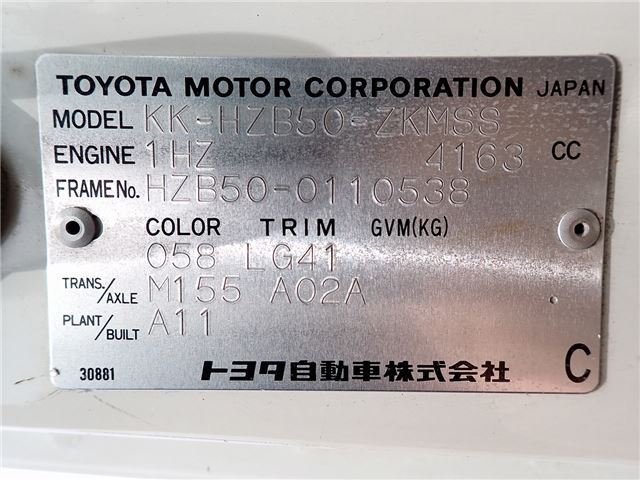 TOYOTA MOTOR CORPORATION JAPAN
MODEL KK-HZB50-ZKMSS
ENGINE 1HZ 4163 CC
FRAME No. HZB50-0110538
COLOR TRIM GVM(KG)
058 LG41
TRANS./AXLE M155 A02A
PLANT/BUILT A11
30881 トヨタ自動車株式会社 C